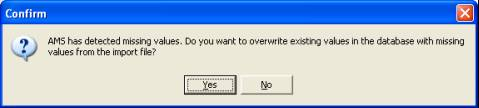 Confirm
AMS has detected missing values. Do you want to overwrite existing values in the database with missing
values from the import file?
Yes
No